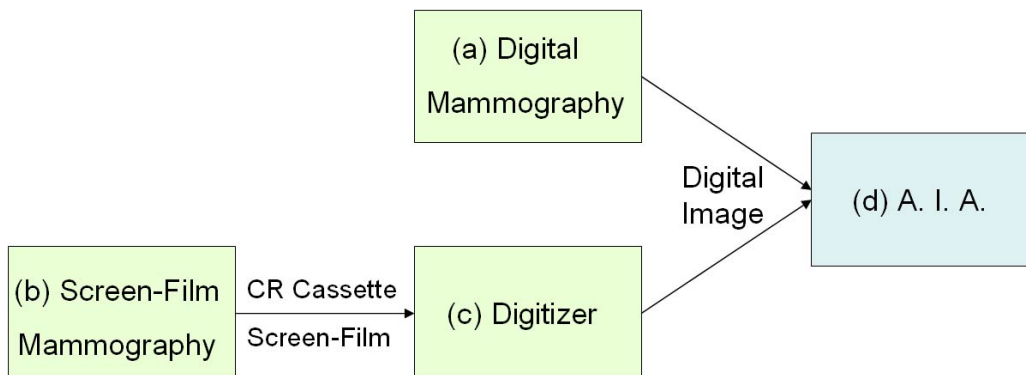 (a) Digital
Mammography
Digital
Image
(d) A. I. A.
(b) Screen-Film
Mammography
CR Cassette
Screen-Film
(c) Digitizer